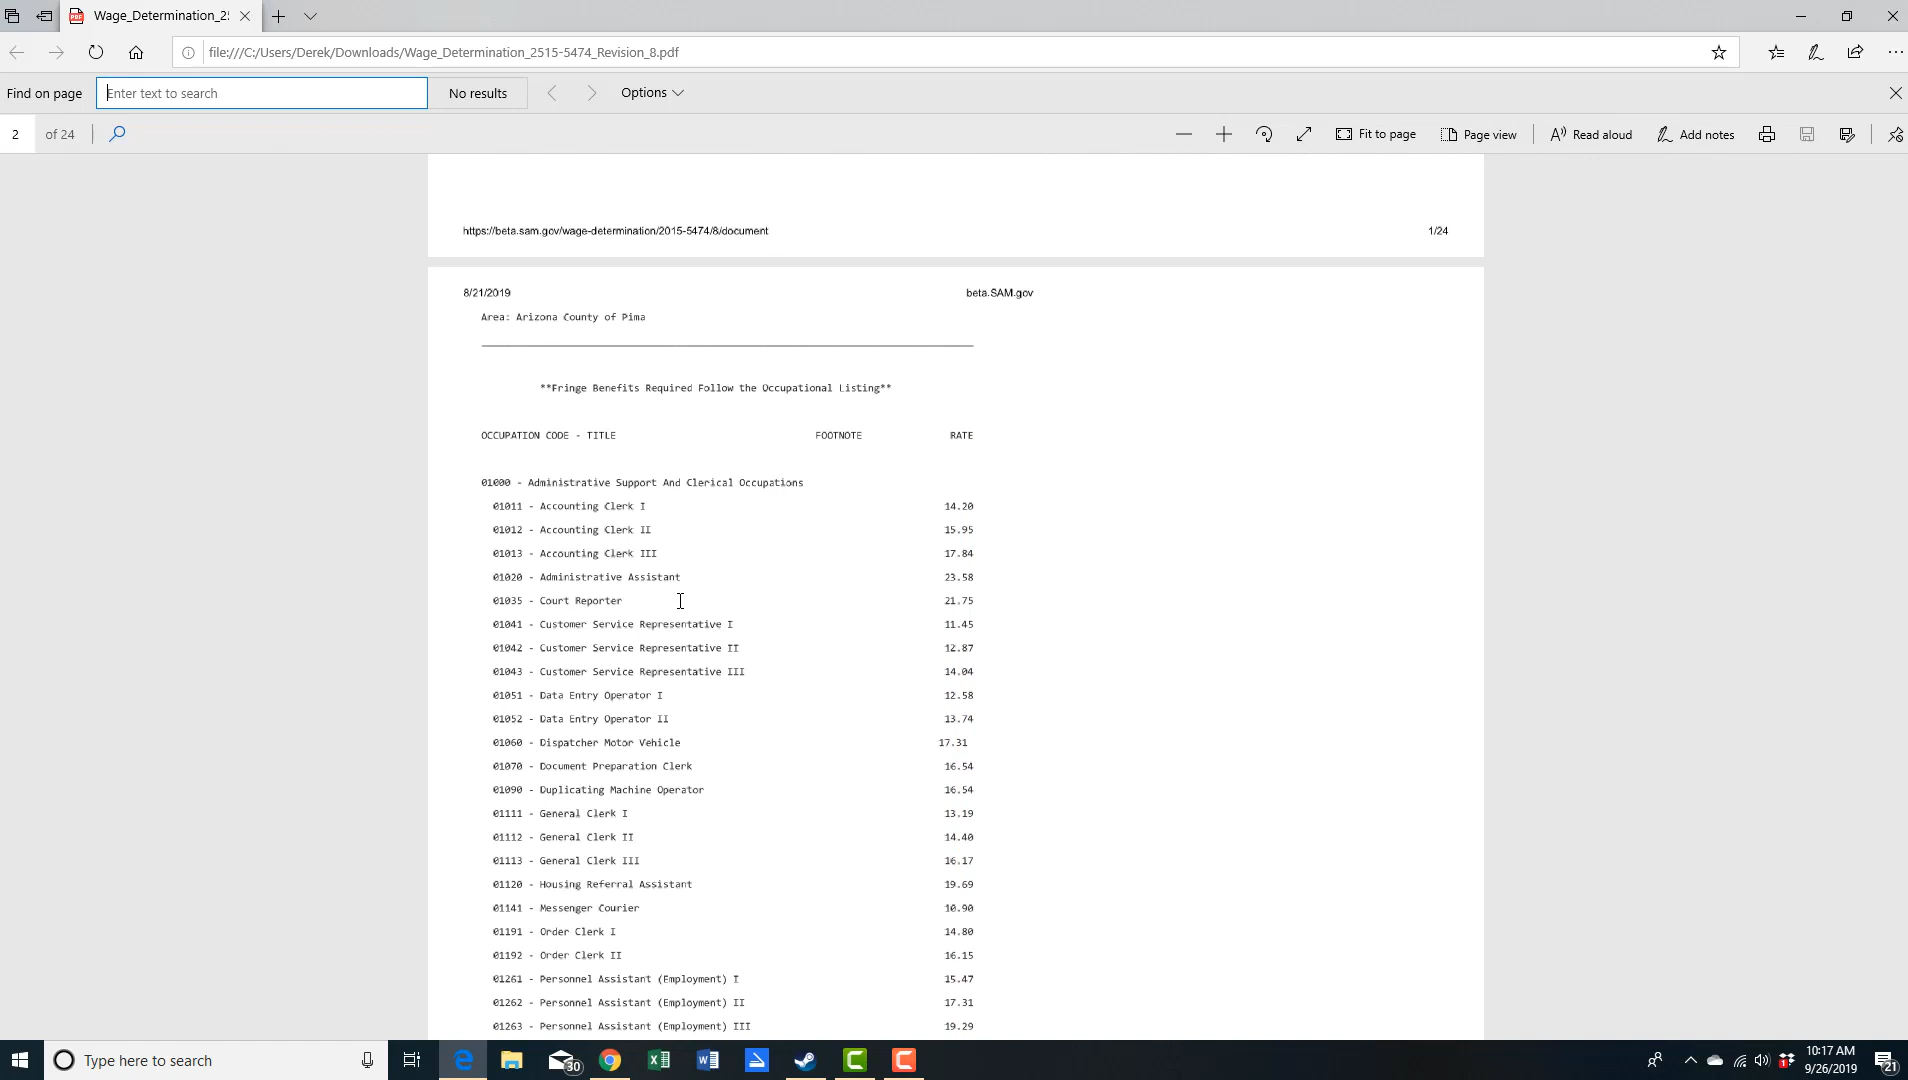 Wage_Determination_2
file:///C:/Users/Derek/Downloads/Wage_Determination_2515-5474_Revision_8.pdf
Find on page
Enter text to search
No results
Options
2 of 24
Fit to page
Page view
Read aloud
Add notes
https://beta.sam.gov/wage-determination/2015-5474/8/document 1/24
8/21/2019 beta.SAM.gov
Area: Arizona County of Pima
**Fringe Benefits Required Follow the Occupational Listing**
OCCUPATION CODE - TITLE FOOTNOTE RATE
01000 - Administrative Support And Clerical Occupations
01011 - Accounting Clerk I 14.20
01012 - Accounting Clerk II 15.95
01013 - Accounting Clerk III 17.84
01020 - Administrative Assistant 23.58
01035 - Court Reporter 21.75
01041 - Customer Service Representative I 11.45
01042 - Customer Service Representative II 12.87
01043 - Customer Service Representative III 14.04
01051 - Data Entry Operator I 12.58
01052 - Data Entry Operator II 13.74
01060 - Dispatcher Motor Vehicle 17.31
01070 - Document Preparation Clerk 16.54
01090 - Duplicating Machine Operator 16.54
01111 - General Clerk I 13.19
01112 - General Clerk II 14.40
01113 - General Clerk III 16.17
01120 - Housing Referral Assistant 19.69
01141 - Messenger Courier 10.90
01191 - Order Clerk I 14.80
01192 - Order Clerk II 16.15
01261 - Personnel Assistant (Employment) I 15.47
01262 - Personnel Assistant (Employment) II 17.31
01263 - Personnel Assistant (Employment) III 19.29
Type here to search
30
1
10:17 AM
9/26/2019
21